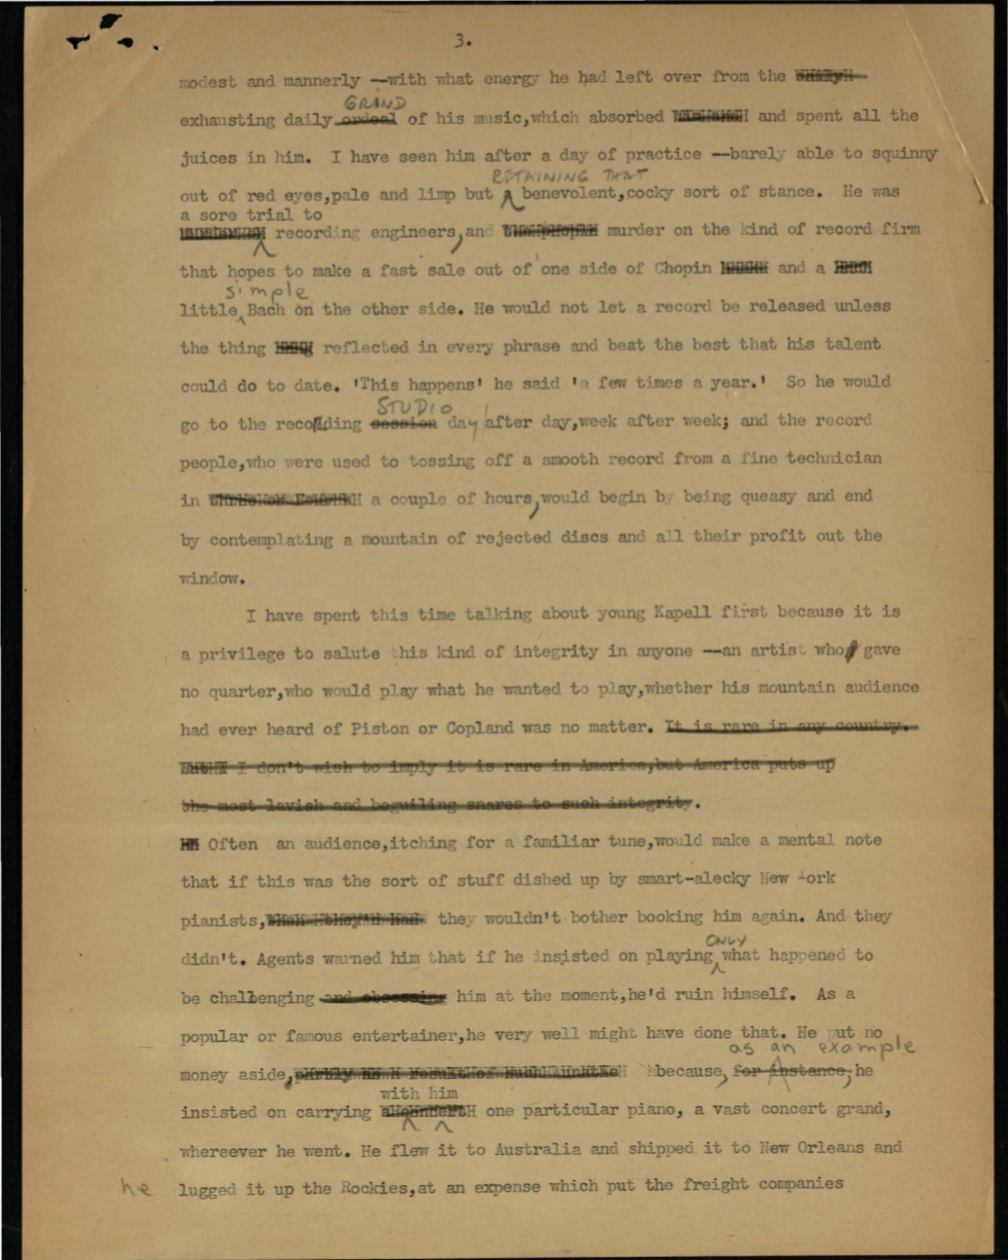 3.
modest and mannerly --with what energy he had left over from the
GRAND
exhausting daily ordeal of his music,which absorbed and spent all the
juices in him. I have seen him after a day of practice --barely able to squinny
RETAINING THAT
out of red eyes,pale and limp but a benevolent,cocky sort of stance. He was
a sore trial to
recording engineers, and murder on the kind of record firm
that hopes to make a fast sale out of one side of Chopin and a
simple
little Bach on the other side. He would not let a record be released unless
the thing reflected in every phrase and beat the best that his talent
could do to date. 'This happens' he said 'a few times a year.' So he would
STUDIO
go to the recording session day after day,week after week; and the record
people,who were used to tossing off a smooth record from a fine technician
in a couple of hours, would begin by being queasy and end
by contemplating a mountain of rejected discs and all their profit out the
window.
I have spent this time talking about young Kapell first because it is
a privilege to salute this kind of integrity in anyone --an artist who gave
no quarter,who would play what he wanted to play,whether his mountain audience
had ever heard of Piston or Copland was no matter. It is rare in any country.
I don't wish to imply it is rare in America,but America puts up
the most lavish and beguiling snares to such integrity.
Often an audience,itching for a familiar tune,would make a mental note
that if this was the sort of stuff dished up by smart-alecky New -ork
pianists, they wouldn't bother booking him again. And they
ONLY
didn't. Agents warned him that if he insisted on playing what happened to
be challenging and obsessing him at the moment,he'd ruin himself. As a
popular or famous entertainer,he very well might have done that. He put no
as an example
money aside, because, for instance, he
with him
insisted on carrying one particular piano, a vast concert grand,
whereever he went. He flew it to Australia and shipped it to New Orleans and
he lugged it up the Rockies,at an expense which put the freight companies